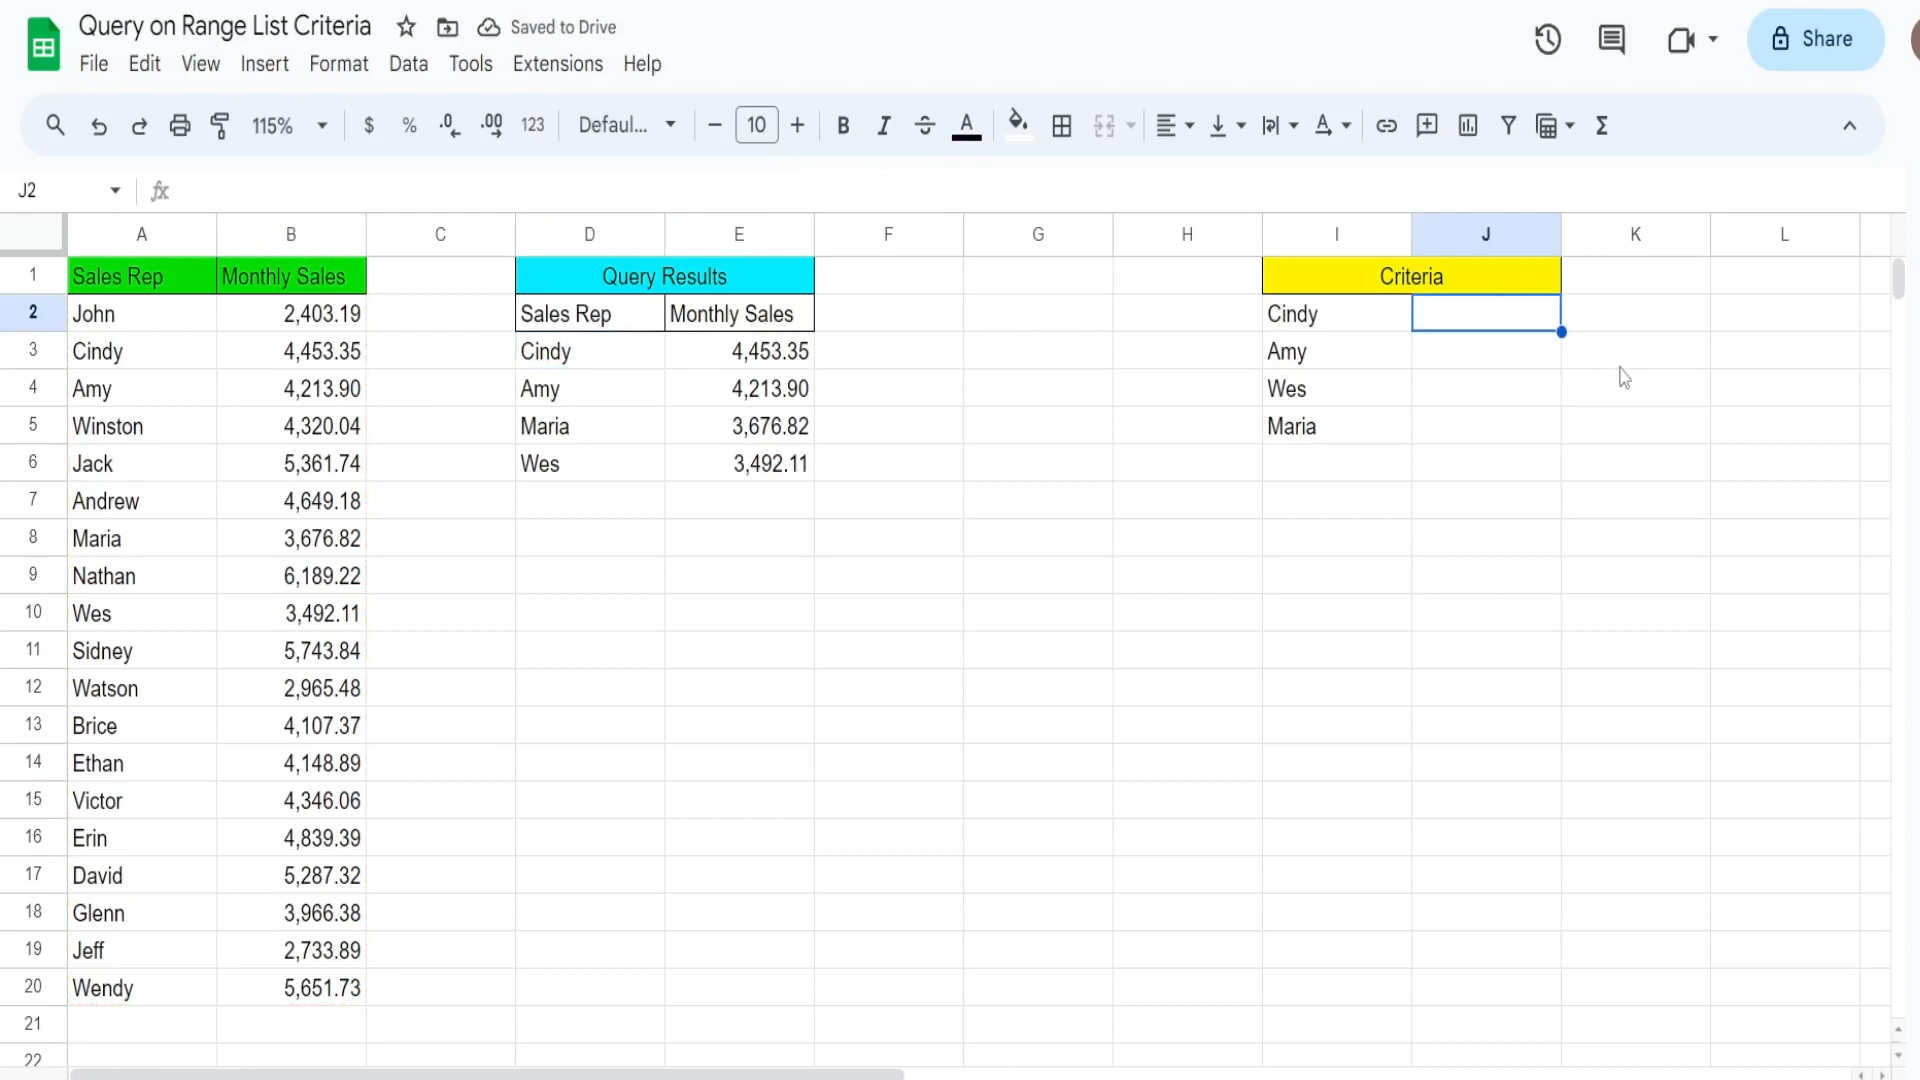 Query on Range List Criteria Saved to Drive
File Edit View Insert Format Data Tools Extensions Help
Share
115% $ % .0 .00 123 Defaul... 10 B I A A Σ
J2 fx
A B C D E F G H I J K L
1 Sales Rep Monthly Sales Query Results Criteria
2 John 2,403.19 Sales Rep Monthly Sales Cindy
3 Cindy 4,453.35 Cindy 4,453.35 Amy
4 Amy 4,213.90 Amy 4,213.90 Wes
5 Winston 4,320.04 Maria 3,676.82 Maria
6 Jack 5,361.74 Wes 3,492.11
7 Andrew 4,649.18
8 Maria 3,676.82
9 Nathan 6,189.22
10 Wes 3,492.11
11 Sidney 5,743.84
12 Watson 2,965.48
13 Brice 4,107.37
14 Ethan 4,148.89
15 Victor 4,346.06
16 Erin 4,839.39
17 David 5,287.32
18 Glenn 3,966.38
19 Jeff 2,733.89
20 Wendy 5,651.73
21
22